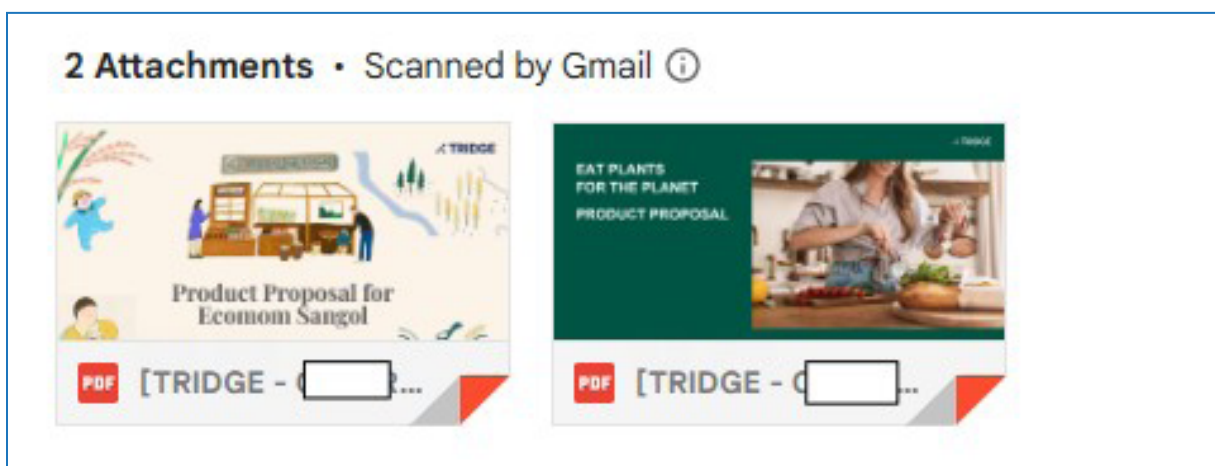 2 Attachments • Scanned by Gmail
TRIDGE
Product Proposal for
Ecomom Sangol
PDF [TRIDGE -
TRIDGE
EAT PLANTS
FOR THE PLANET
PRODUCT PROPOSAL
PDF [TRIDGE -